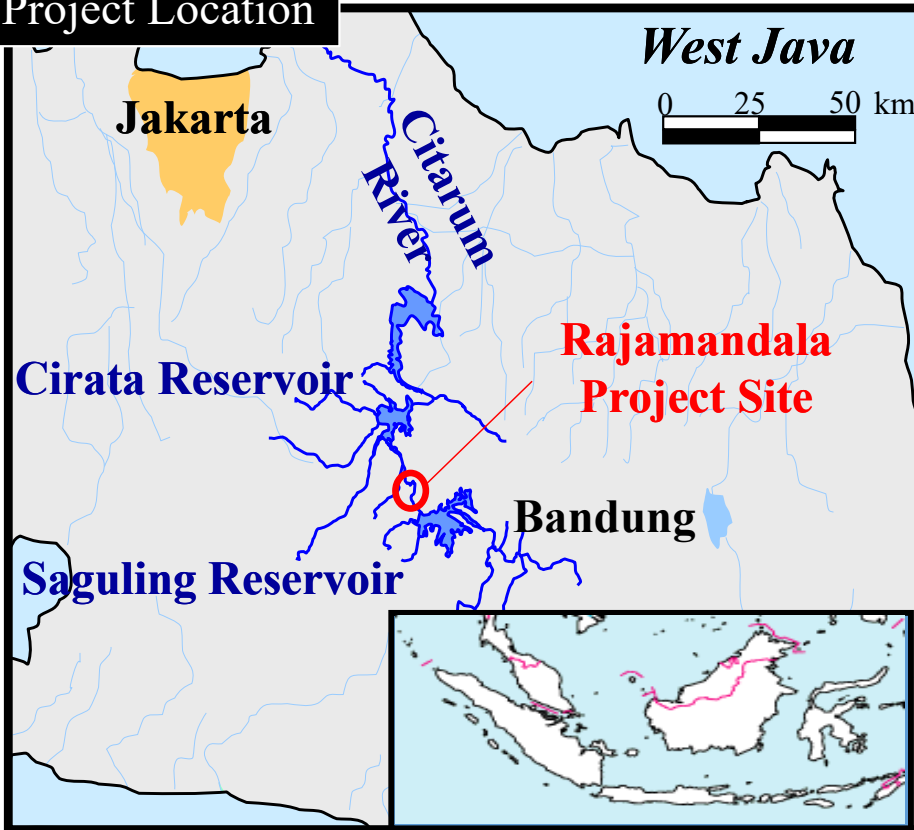 Project Location
West Java
0 25 50 km
Jakarta
Citarum
River
Rajamandala
Project Site
Cirata Reservoir
Bandung
Saguling Reservoir